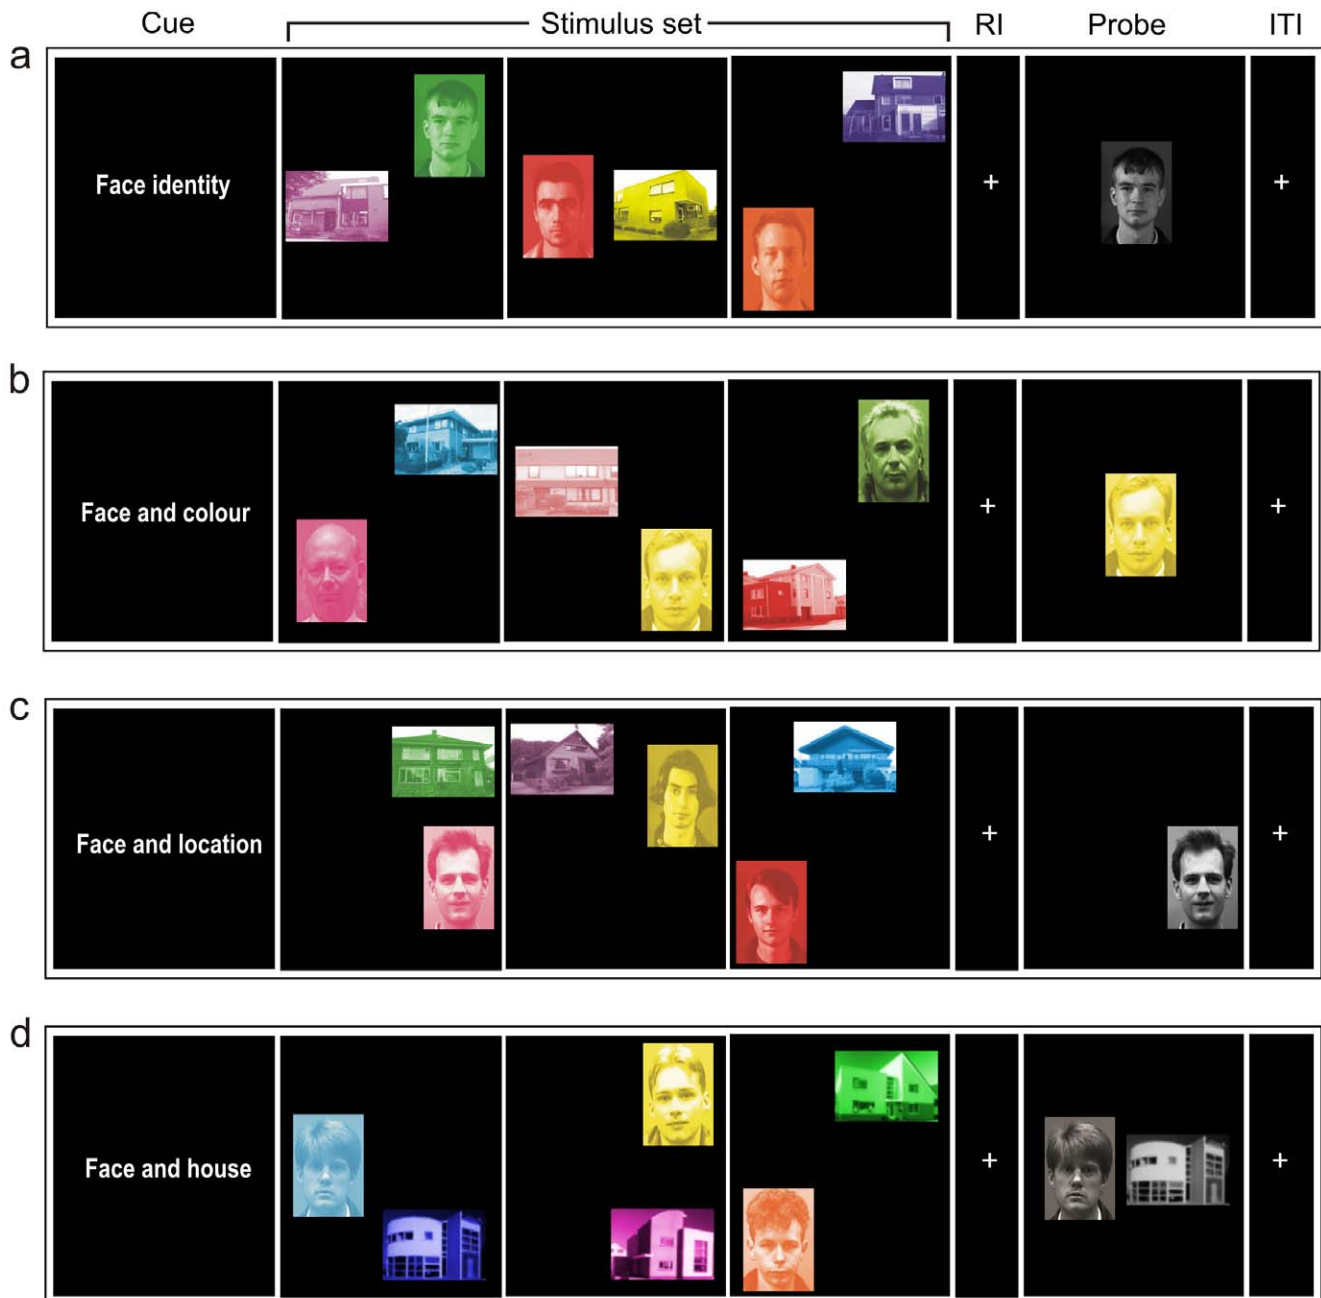 Cue Stimulus set RI Probe ITI
a
Face identity + +
b
Face and colour + +
c
Face and location + +
d
Face and house + +